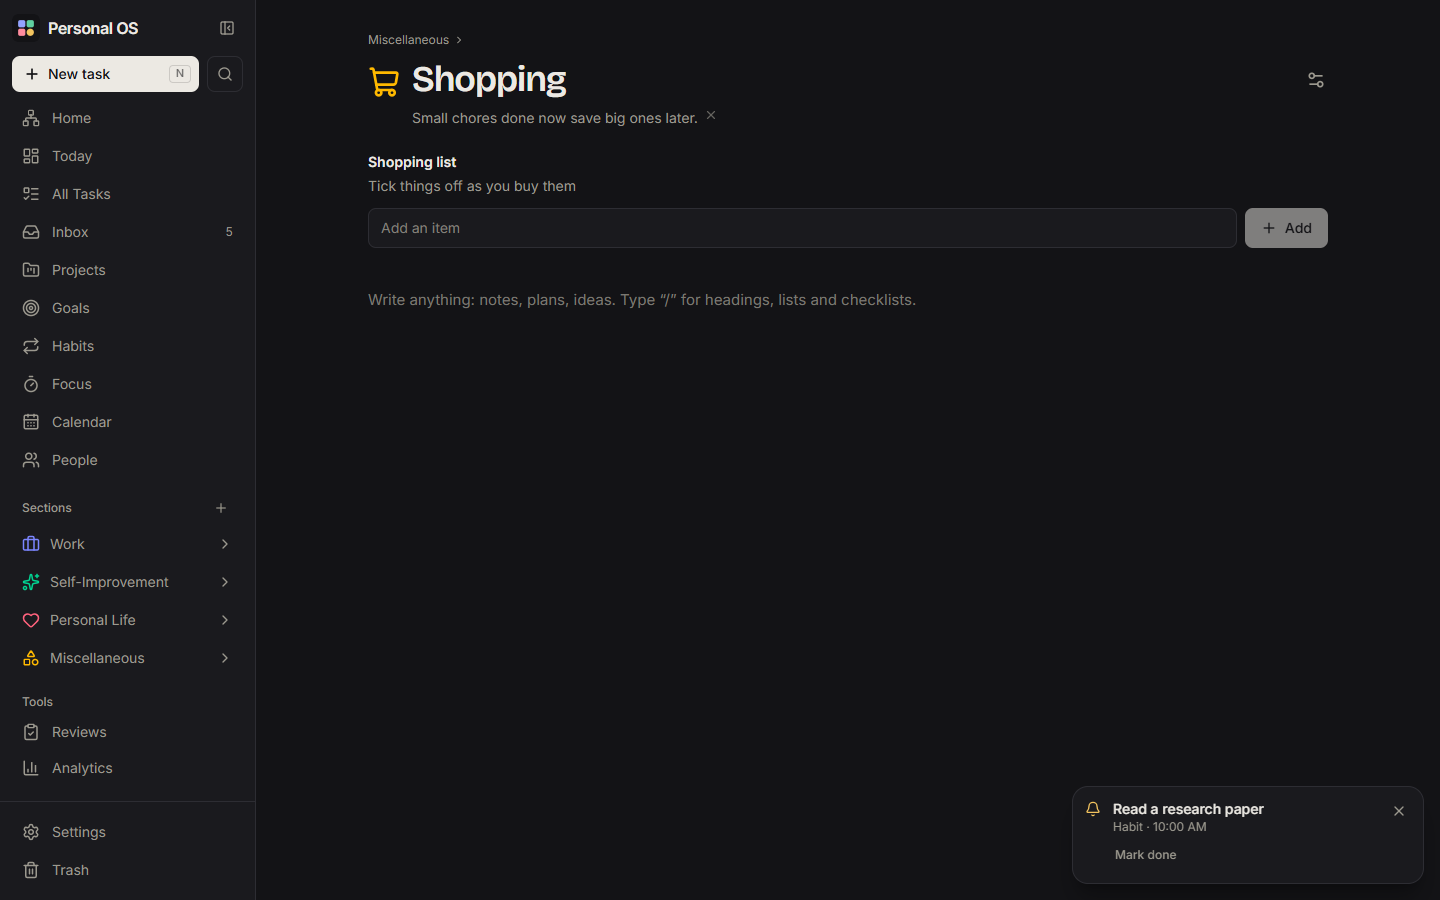 Personal OS
New task N
Home
Today
All Tasks
Inbox 5
Projects
Goals
Habits
Focus
Calendar
People
Sections
Work
Self-Improvement
Personal Life
Miscellaneous
Tools
Reviews
Analytics
Settings
Trash
Miscellaneous
Shopping
Small chores done now save big ones later.
Shopping list
Tick things off as you buy them
Add an item
Add
Write anything: notes, plans, ideas. Type “/” for headings, lists and checklists.
Read a research paper
Habit · 10:00 AM
Mark done